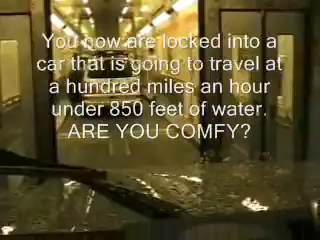 You now are locked into a
car that is going to travel at
a hundred miles an hour
under 850 feet of water.
ARE YOU COMFY?